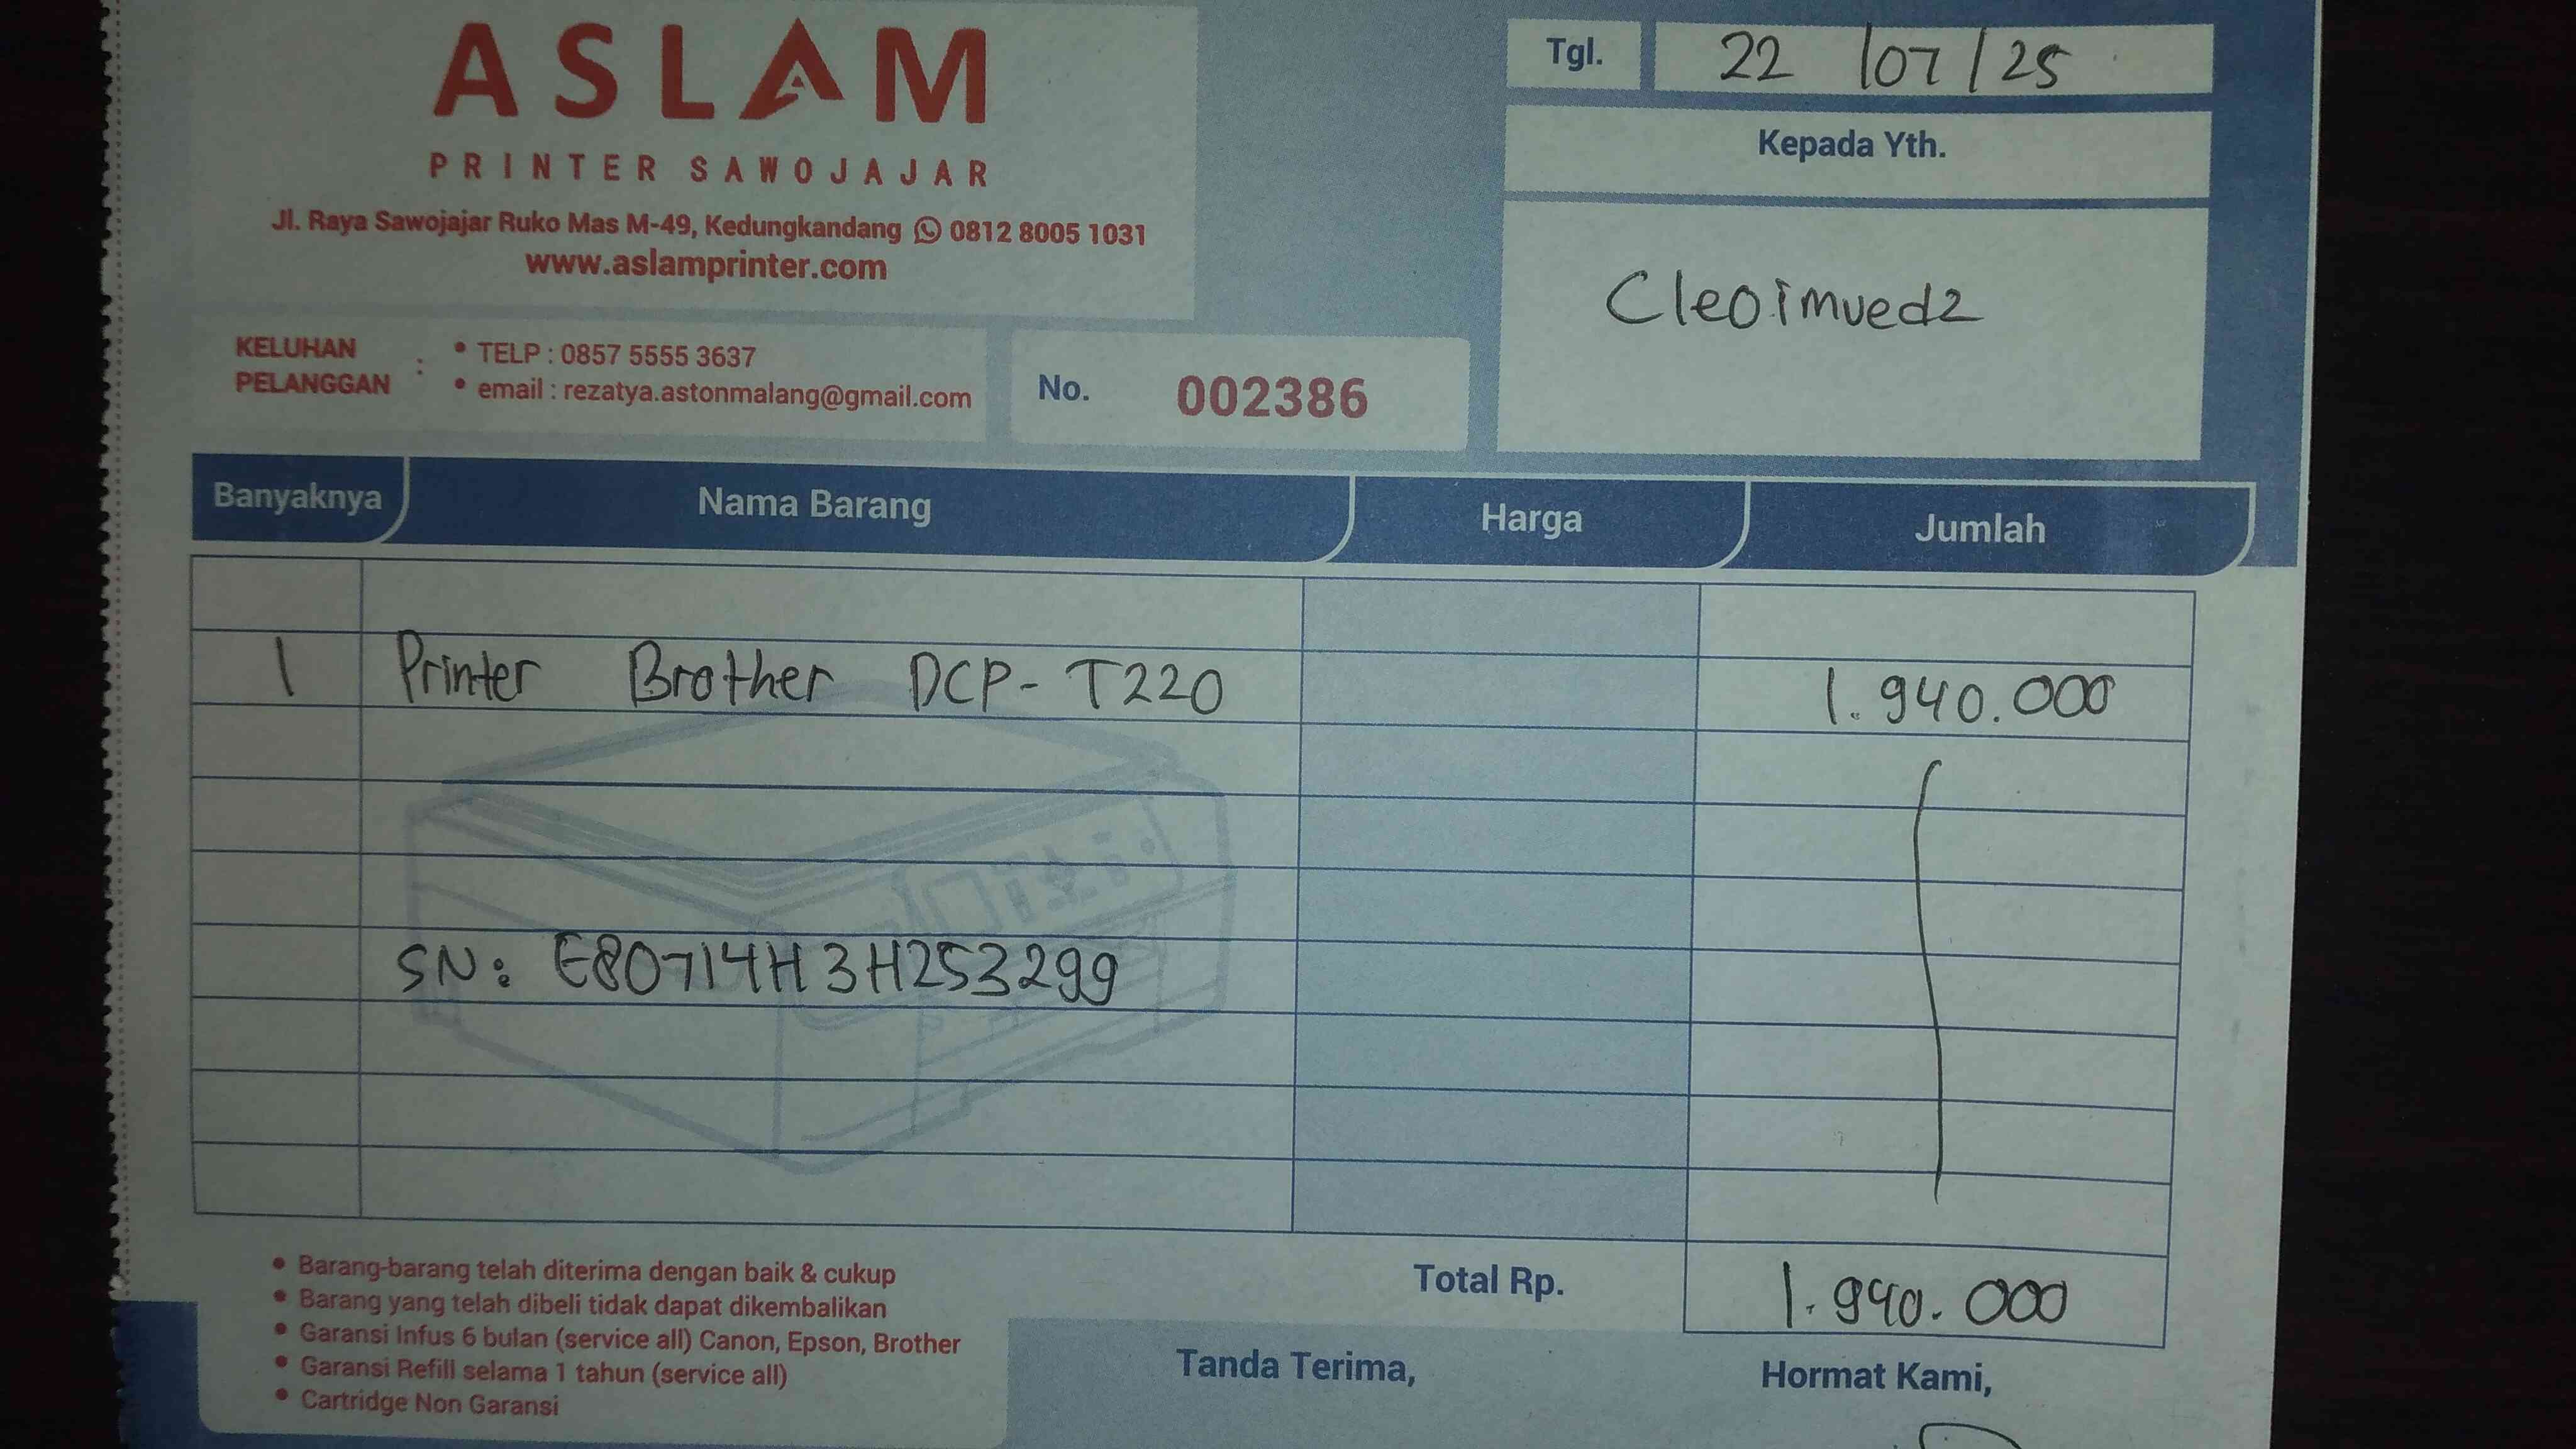 ASLAM
PRINTER SAWOJAJAR
Jl. Raya Sawojajar Ruko Mas M-49, Kedungkandang 0812 8005 1031
www.aslamprinter.com
KELUHAN PELANGGAN :
• TELP : 0857 5555 3637
• email : rezatya.astonmalang@gmail.com
No. 002386
Tgl. 22 /07/25
Kepada Yth.
Cleoimued2
Banyaknya Nama Barang Harga Jumlah
1 Printer Brother DCP-T220 1.940.000
SN: E80714H3H253299
Total Rp. 1.940.000
• Barang-barang telah diterima dengan baik & cukup
• Barang yang telah dibeli tidak dapat dikembalikan
• Garansi Infus 6 bulan (service all) Canon, Epson, Brother
• Garansi Refill selama 1 tahun (service all)
• Cartridge Non Garansi
Tanda Terima,
Hormat Kami,